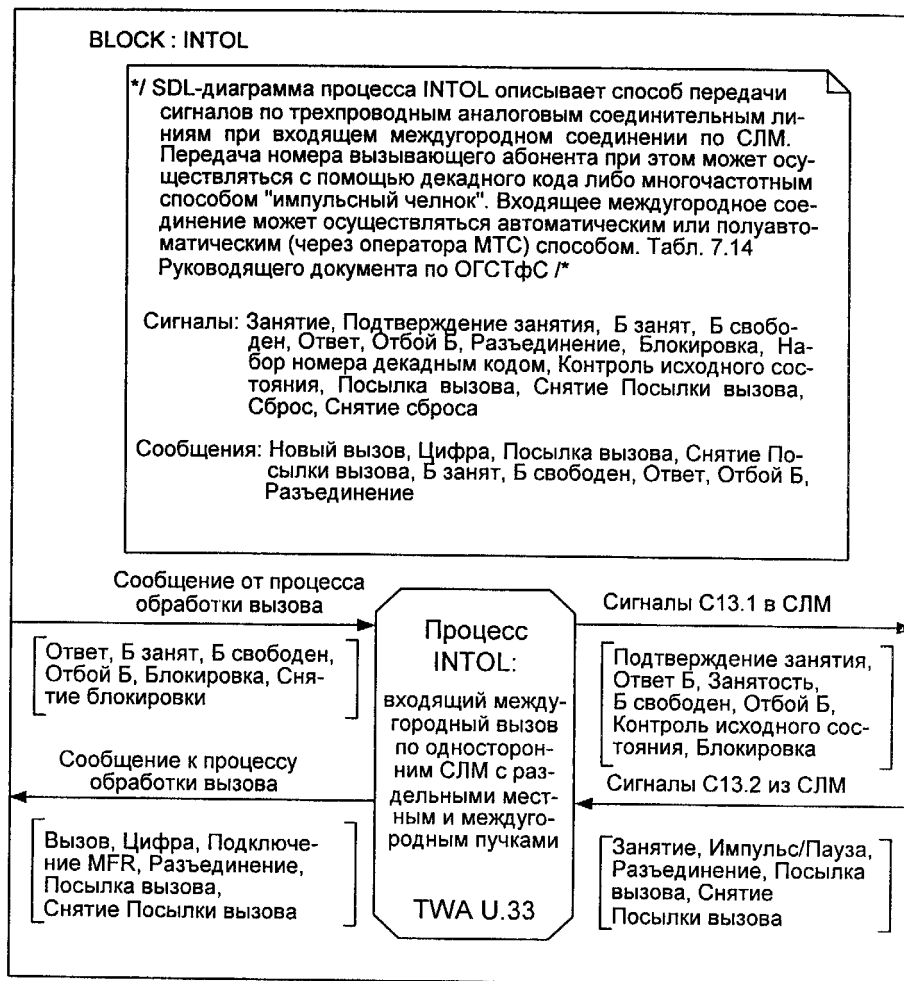 BLOCK : INTOL
*/ SDL-диаграмма процесса INTOL описывает способ передачи
сигналов по трехпроводным аналоговым соединительным ли-
ниям при входящем междугородном соединении по СЛМ.
Передача номера вызывающего абонента при этом может осу-
ществляться с помощью декадного кода либо многочастотным
способом "импульсный челнок". Входящее междугородное сое-
динение может осуществляться автоматическим или полуавто-
матическим (через оператора МТС) способом. Табл. 7.14
Руководящего документа по ОГСТфС /*
Сигналы: Занятие, Подтверждение занятия, Б занят, Б свобо-
ден, Ответ, Отбой Б, Разъединение, Блокировка, На-
бор номера декадным кодом, Контроль исходного сос-
тояния, Посылка вызова, Снятие Посылки вызова,
Сброс, Снятие сброса
Сообщения: Новый вызов, Цифра, Посылка вызова, Снятие По-
сылки вызова, Б занят, Б свободен, Ответ, Отбой Б,
Разъединение
Сообщение от процесса
обработки вызова
Ответ, Б занят, Б свободен,
Отбой Б, Блокировка, Сня-
тие блокировки
Сообщение к процессу
обработки вызова
Вызов, Цифра, Подключе-
ние MFR, Разъединение,
Посылка вызова,
Снятие Посылки вызова
Процесс
INTOL:
входящий между-
городный вызов
по односторон-
ним СЛМ с раз-
дельными мест-
ным и междуго-
родным пучками
TWA U.33
Сигналы С13.1 в СЛМ
Подтверждение занятия,
Ответ Б, Занятость,
Б свободен, Отбой Б,
Контроль исходного сос-
тояния, Блокировка
Сигналы С13.2 из СЛМ
Занятие, Импульс/Пауза,
Разъединение, Посылка
вызова, Снятие
Посылки вызова